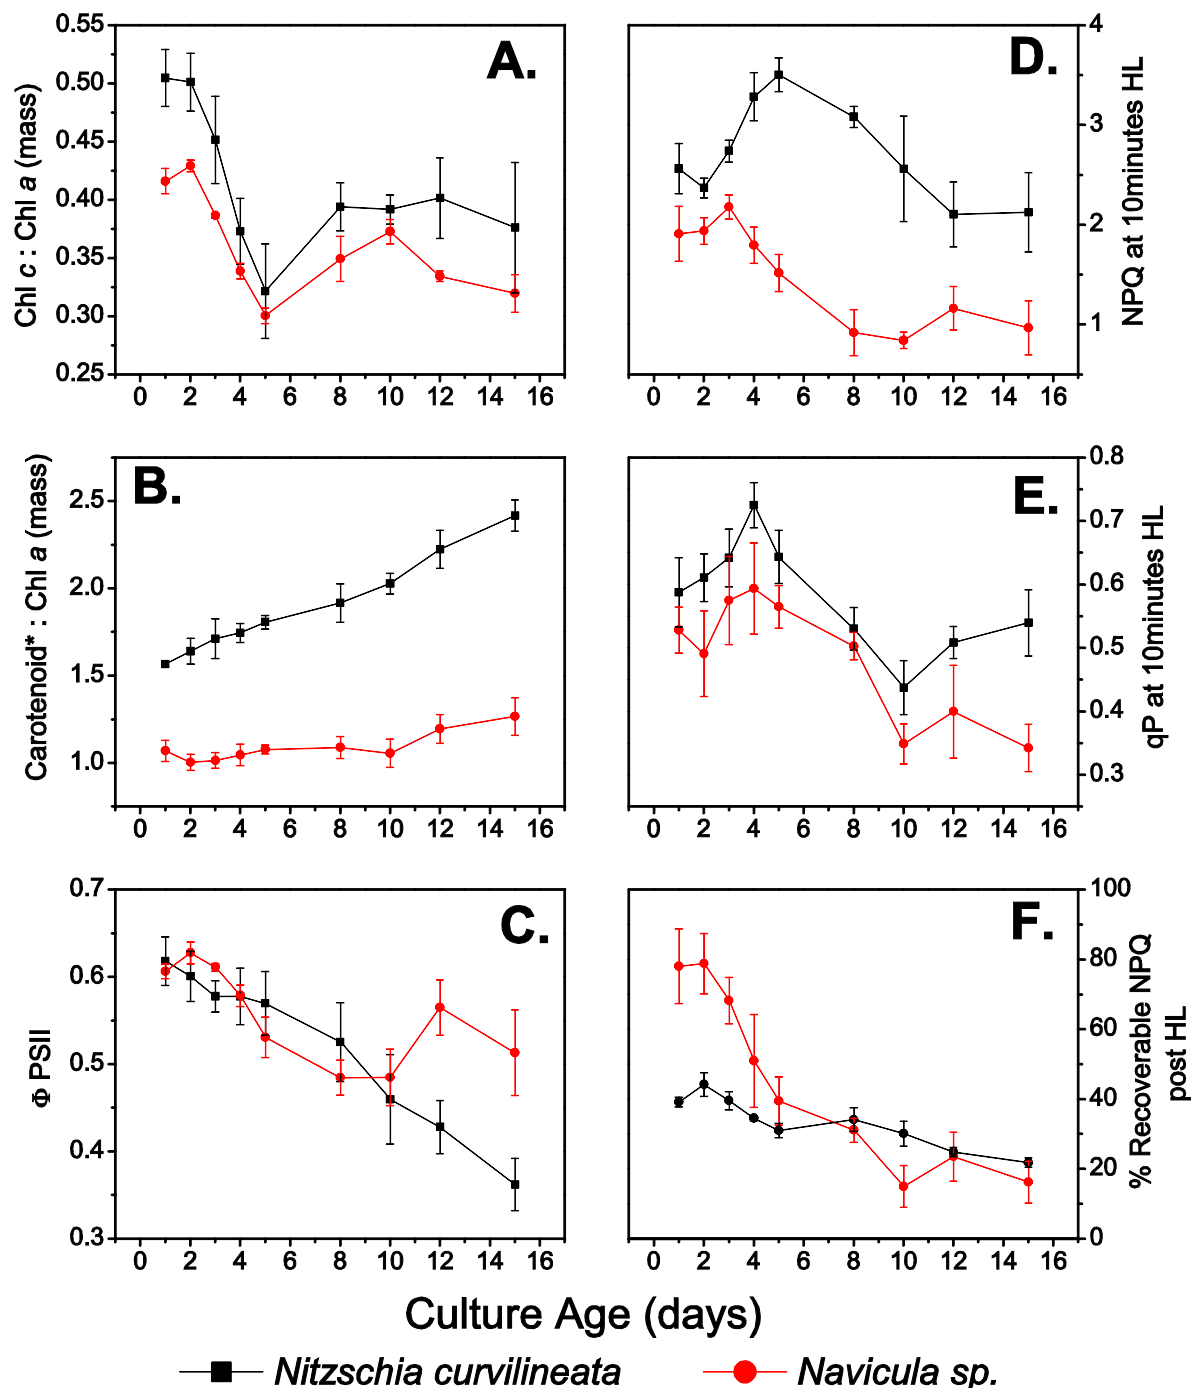 A.
Chl c : Chl a (mass)
0.55
0.50
0.45
0.40
0.35
0.30
0.25
0 2 4 6 8 10 12 14 16
D.
NPQ at 10minutes HL
4
3
2
1
0 2 4 6 8 10 12 14 16
B.
Carotenoid* : Chl a (mass)
2.5
2.0
1.5
1.0
0 2 4 6 8 10 12 14 16
E.
qP at 10minutes HL
0.8
0.7
0.6
0.5
0.4
0.3
0 2 4 6 8 10 12 14 16
C.
Φ PSII
0.7
0.6
0.5
0.4
0.3
0 2 4 6 8 10 12 14 16
F.
% Recoverable NPQ
post HL
100
80
60
40
20
0
0 2 4 6 8 10 12 14 16
Culture Age (days)
Nitzschia curvilineata
Navicula sp.